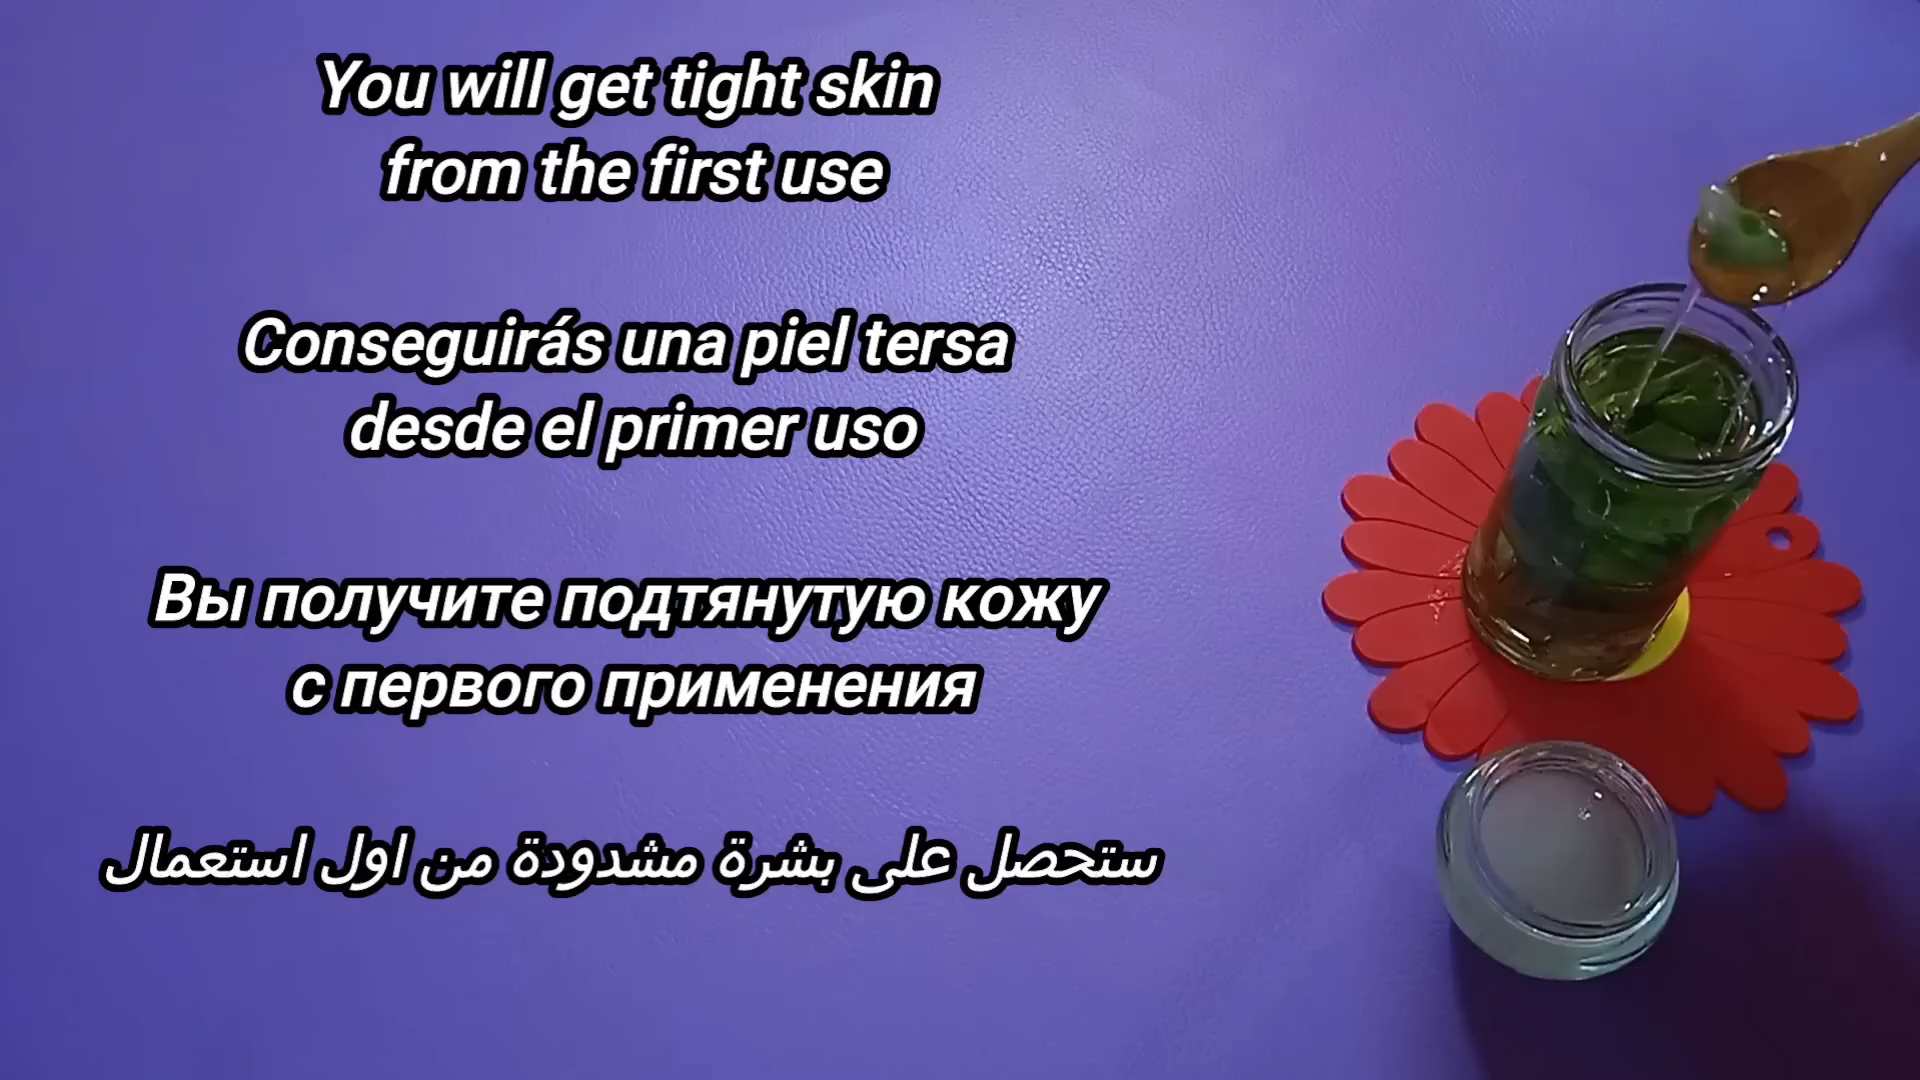 You will get tight skin
from the first use
Conseguirás una piel tersa
desde el primer uso
Вы получите подтянутую кожу
с первого применения
ستحصل على بشرة مشدودة من اول استعمال